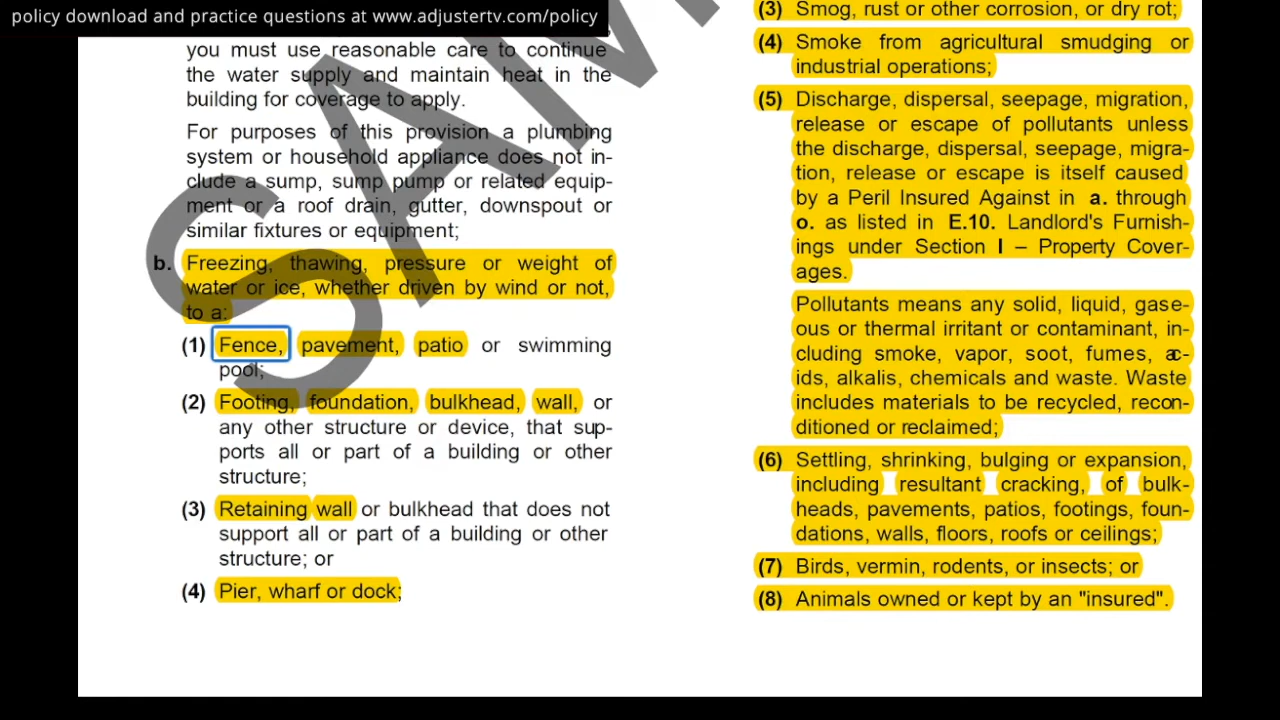 policy download and practice questions at www.adjustertv.com/policy
you must use reasonable care to continue
the water supply and maintain heat in the
building for coverage to apply.
For purposes of this provision a plumbing
system or household appliance does not in-
clude a sump, sump pump or related equip-
ment or a roof drain, gutter, downspout or
similar fixtures or equipment;
b. Freezing, thawing, pressure or weight of
water or ice, whether driven by wind or not,
to a:
(1) Fence, pavement, patio or swimming
pool;
(2) Footing, foundation, bulkhead, wall, or
any other structure or device, that sup-
ports all or part of a building or other
structure;
(3) Retaining wall or bulkhead that does not
support all or part of a building or other
structure; or
(4) Pier, wharf or dock;
(3) Smog, rust or other corrosion, or dry rot;
(4) Smoke from agricultural smudging or
industrial operations;
(5) Discharge, dispersal, seepage, migration,
release or escape of pollutants unless
the discharge, dispersal, seepage, migra-
tion, release or escape is itself caused
by a Peril Insured Against in a. through
o. as listed in E.10. Landlord's Furnish-
ings under Section I – Property Cover-
ages.
Pollutants means any solid, liquid, gase-
ous or thermal irritant or contaminant, in-
cluding smoke, vapor, soot, fumes, ac-
ids, alkalis, chemicals and waste. Waste
includes materials to be recycled, recon-
ditioned or reclaimed;
(6) Settling, shrinking, bulging or expansion,
including resultant cracking, of bulk-
heads, pavements, patios, footings, foun-
dations, walls, floors, roofs or ceilings;
(7) Birds, vermin, rodents, or insects; or
(8) Animals owned or kept by an "insured".